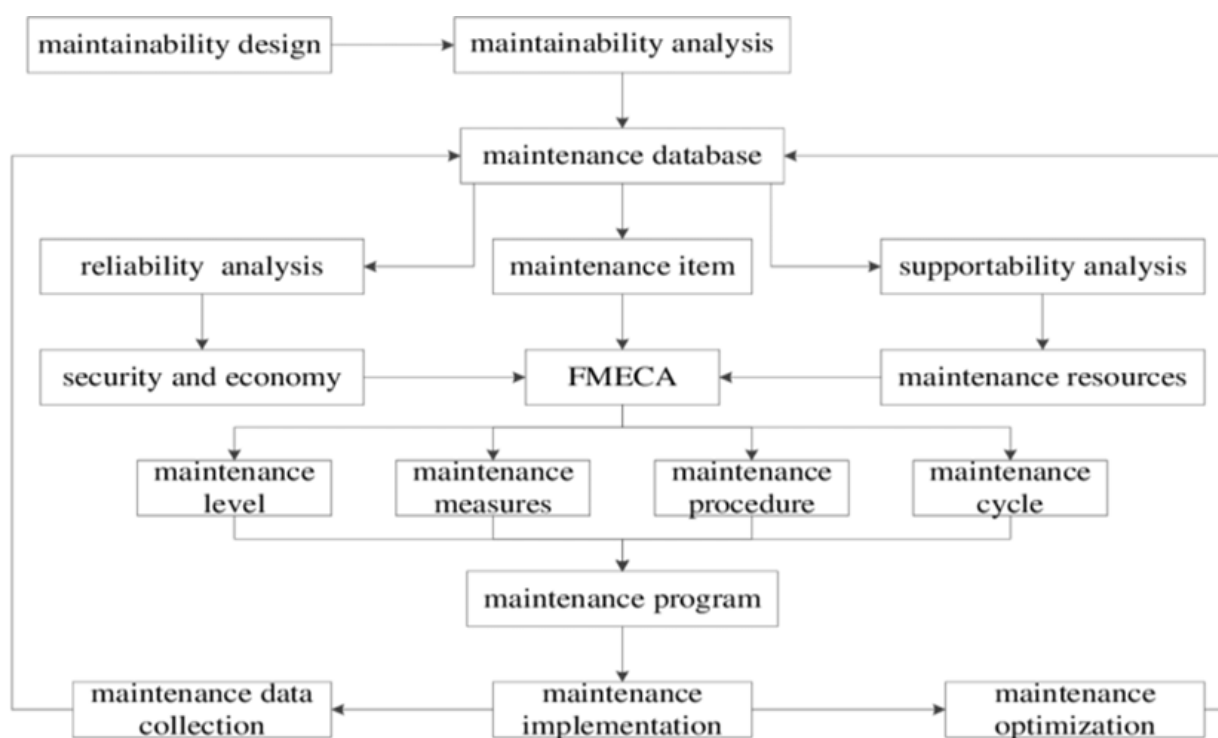 maintainability design
maintainability analysis
maintenance database
reliability analysis
maintenance item
supportability analysis
security and economy
FMECA
maintenance resources
maintenance
level
maintenance
measures
maintenance
procedure
maintenance
cycle
maintenance program
maintenance data
collection
maintenance
implementation
maintenance
optimization